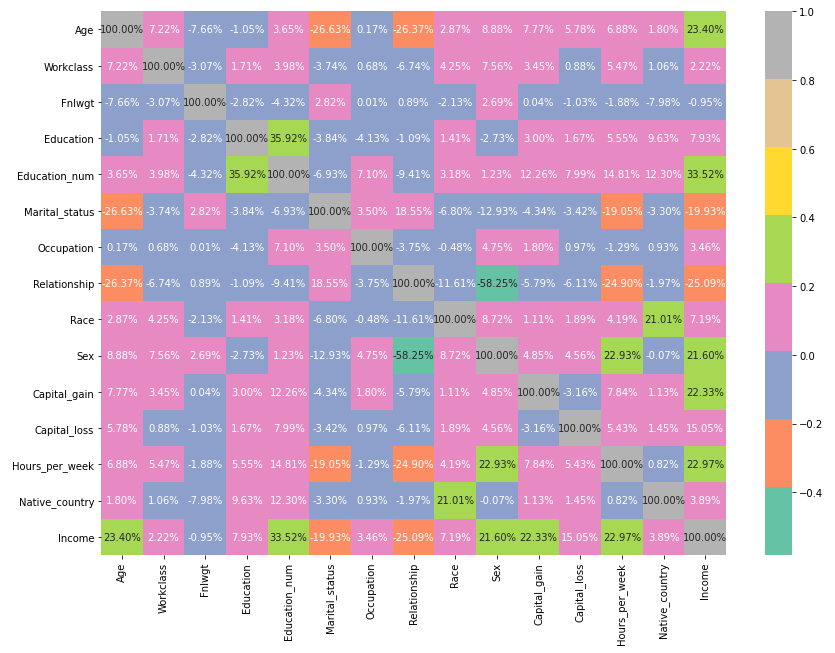 Age 100.00% 7.22% -7.66% -1.05% 3.65% -26.63% 0.17% -26.37% 2.87% 8.88% 7.77% 5.78% 6.88% 1.80% 23.40%
Workclass 7.22% 100.00% -3.07% 1.71% 3.98% -3.74% 0.68% -6.74% 4.25% 7.56% 3.45% 0.88% 5.47% 1.06% 2.22%
Fnlwgt -7.66% -3.07% 100.00% -2.82% -4.32% 2.82% 0.01% 0.89% -2.13% 2.69% 0.04% -1.03% -1.88% -7.98% -0.95%
Education -1.05% 1.71% -2.82% 100.00% 35.92% -3.84% -4.13% -1.09% 1.41% -2.73% 3.00% 1.67% 5.55% 9.63% 7.93%
Education_num 3.65% 3.98% -4.32% 35.92% 100.00% -6.93% 7.10% -9.41% 3.18% 1.23% 12.26% 7.99% 14.81% 12.30% 33.52%
Marital_status -26.63% -3.74% 2.82% -3.84% -6.93% 100.00% 3.50% 18.55% -6.80% -12.93% -4.34% -3.42% -19.05% -3.30% -19.93%
Occupation 0.17% 0.68% 0.01% -4.13% 7.10% 3.50% 100.00% -3.75% -0.48% 4.75% 1.80% 0.97% -1.29% 0.93% 3.46%
Relationship -26.37% -6.74% 0.89% -1.09% -9.41% 18.55% -3.75% 100.00% -11.61% -58.25% -5.79% -6.11% -24.90% -1.97% -25.09%
Race 2.87% 4.25% -2.13% 1.41% 3.18% -6.80% -0.48% -11.61% 100.00% 8.72% 1.11% 1.89% 4.19% 21.01% 7.19%
Sex 8.88% 7.56% 2.69% -2.73% 1.23% -12.93% 4.75% -58.25% 8.72% 100.00% 4.85% 4.56% 22.93% -0.07% 21.60%
Capital_gain 7.77% 3.45% 0.04% 3.00% 12.26% -4.34% 1.80% -5.79% 1.11% 4.85% 100.00% -3.16% 7.84% 1.13% 22.33%
Capital_loss 5.78% 0.88% -1.03% 1.67% 7.99% -3.42% 0.97% -6.11% 1.89% 4.56% -3.16% 100.00% 5.43% 1.45% 15.05%
Hours_per_week 6.88% 5.47% -1.88% 5.55% 14.81% -19.05% -1.29% -24.90% 4.19% 22.93% 7.84% 5.43% 100.00% 0.82% 22.97%
Native_country 1.80% 1.06% -7.98% 9.63% 12.30% -3.30% 0.93% -1.97% 21.01% -0.07% 1.13% 1.45% 0.82% 100.00% 3.89%
Income 23.40% 2.22% -0.95% 7.93% 33.52% -19.93% 3.46% -25.09% 7.19% 21.60% 22.33% 15.05% 22.97% 3.89% 100.00%
Age
Workclass
Fnlwgt
Education
Education_num
Marital_status
Occupation
Relationship
Race
Sex
Capital_gain
Capital_loss
Hours_per_week
Native_country
Income
1.0
0.8
0.6
0.4
0.2
0.0
−0.2
−0.4